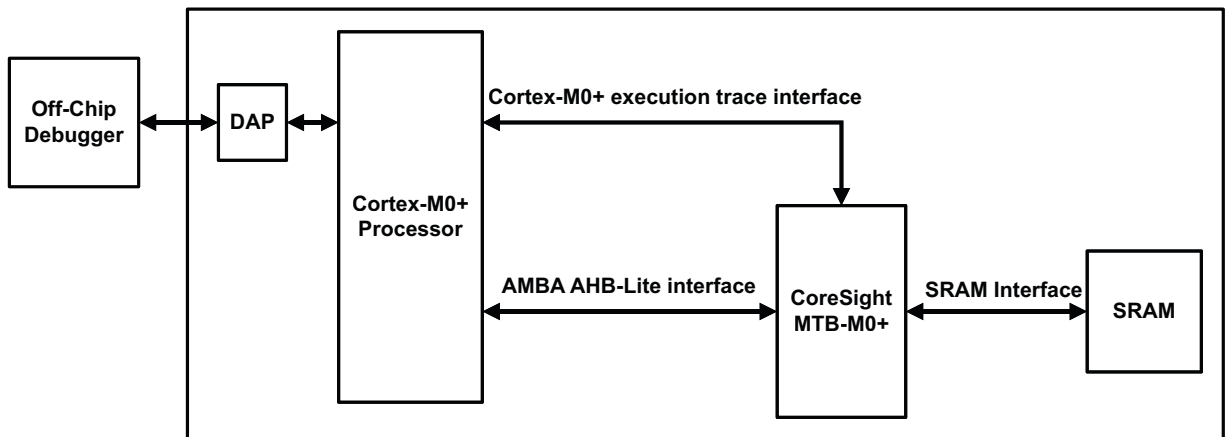 Off-Chip
Debugger
DAP
Cortex-M0+
Processor
Cortex-M0+ execution trace interface
AMBA AHB-Lite interface
CoreSight
MTB-M0+
SRAM Interface
SRAM